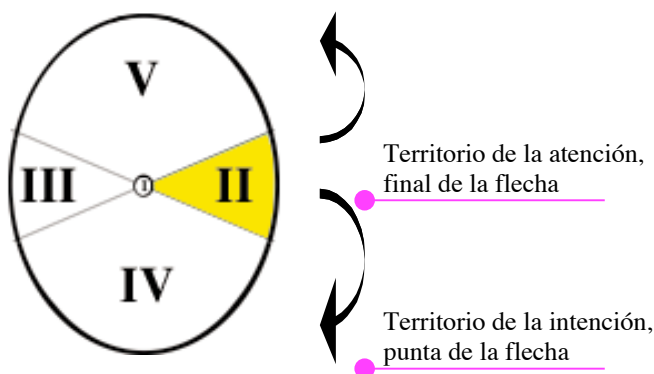 V
III
I
II
IV
Territorio de la atención,
final de la flecha
Territorio de la intención,
punta de la flecha